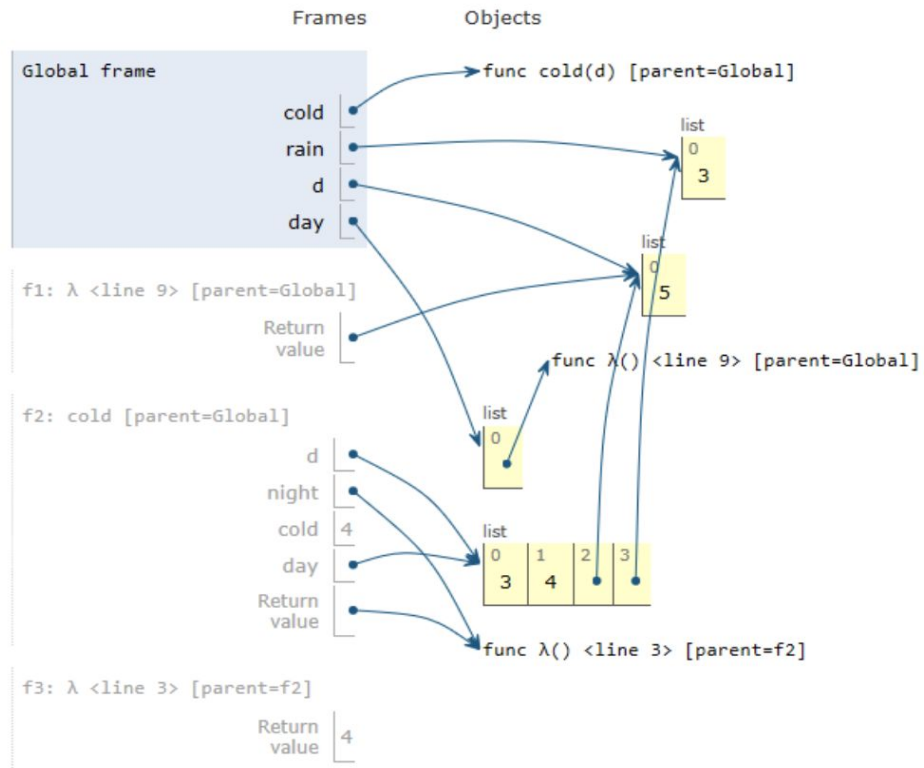 Frames Objects
Global frame
func cold(d) [parent=Global]
cold
list
rain
0
3
d
day
list
0
5
f1: λ <line 9> [parent=Global]
Return
value
func λ() <line 9> [parent=Global]
f2: cold [parent=Global]
list
0
d
night
cold 4
list
day
0 1 2 3
3 4
Return
value
func λ() <line 3> [parent=f2]
f3: λ <line 3> [parent=f2]
Return
value 4